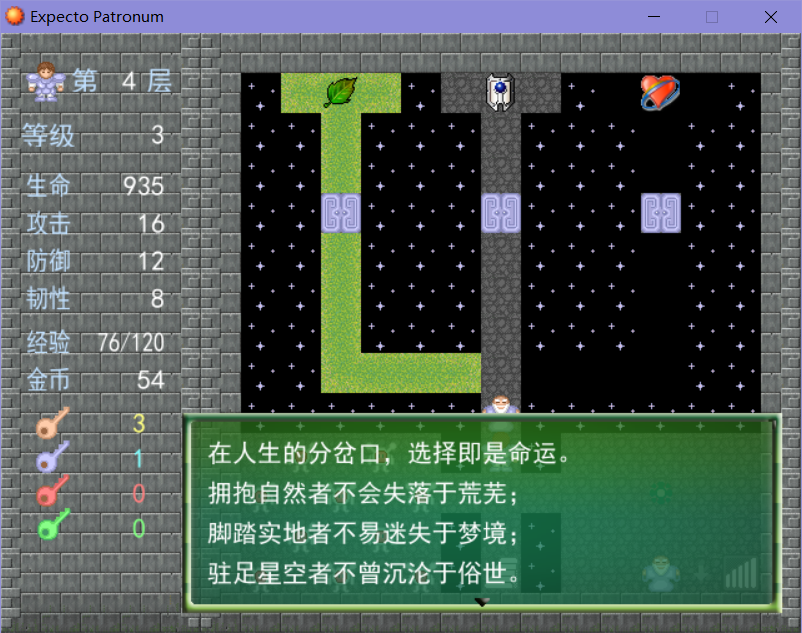 Expecto Patronum
第 4 层
等级 3
生命 935
攻击 16
防御 12
韧性 8
经验 76/120
金币 54
3
1
0
0
在人生的分岔口，选择即是命运。
拥抱自然者不会失落于荒芜；
脚踏实地者不易迷失于梦境；
驻足星空者不曾沉沦于俗世。